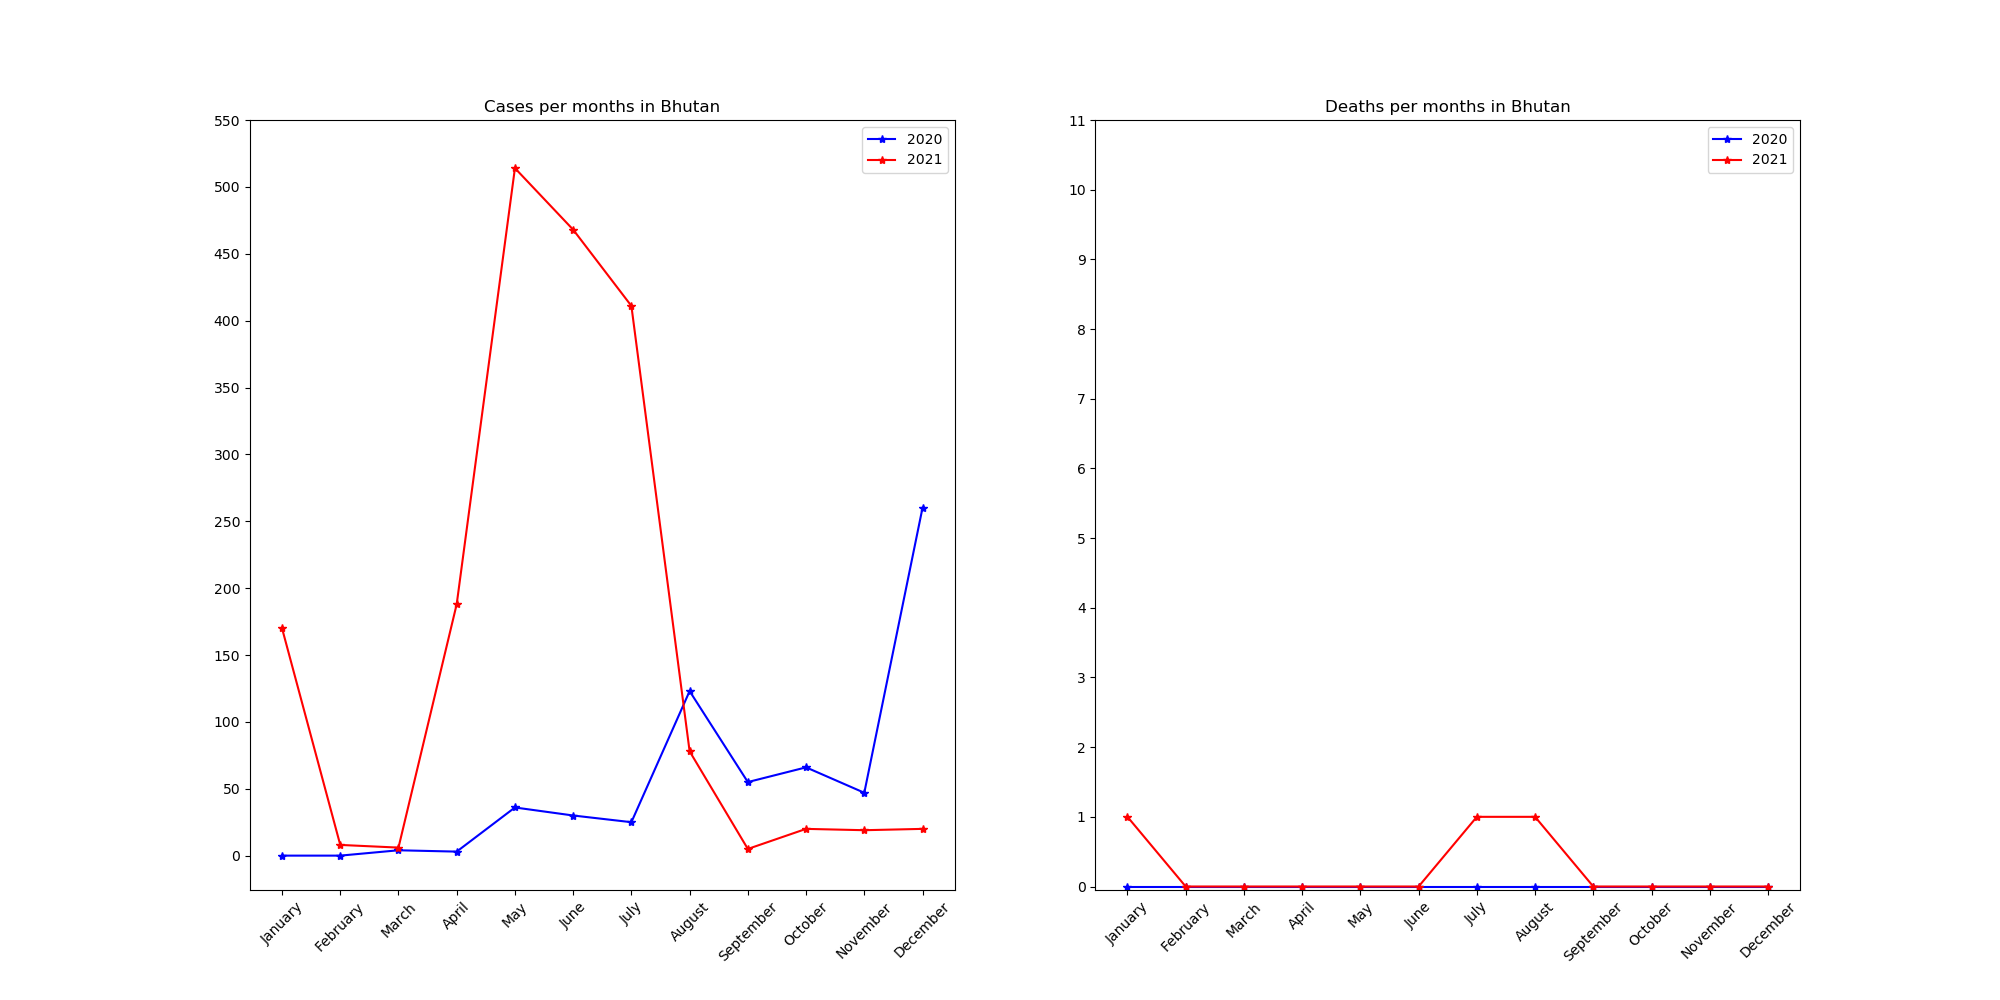 Cases per months in Bhutan
550
500
450
400
350
300
250
200
150
100
50
0
2020
2021
January
February
March
April
May
June
July
August
September
October
November
December
Deaths per months in Bhutan
11
10
9
8
7
6
5
4
3
2
1
0
2020
2021
January
February
March
April
May
June
July
August
September
October
November
December